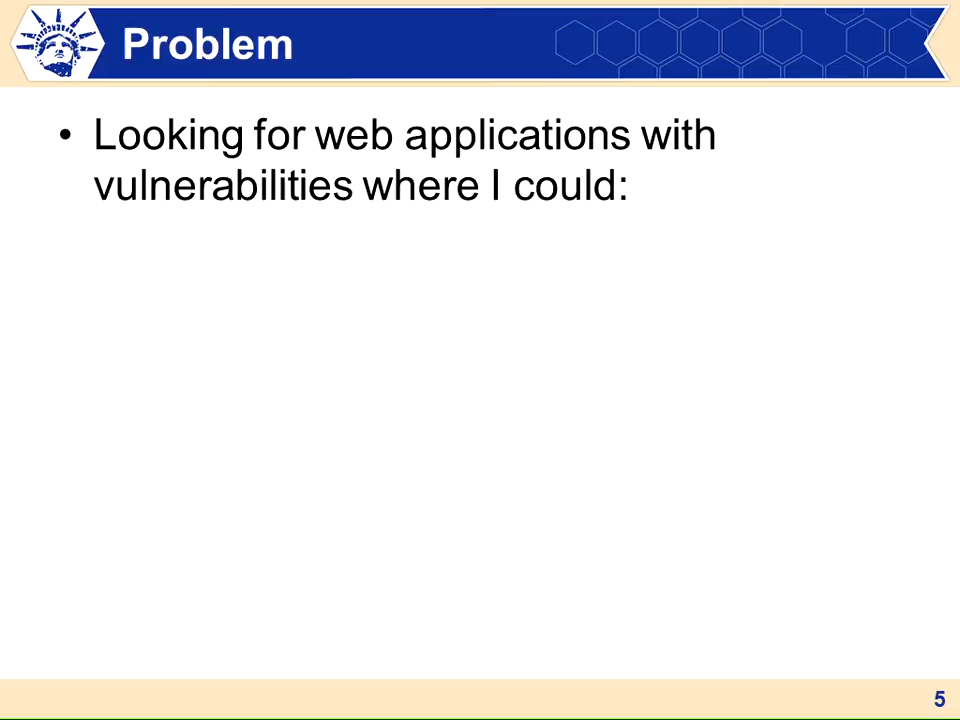 Problem
• Looking for web applications with
vulnerabilities where I could:
5